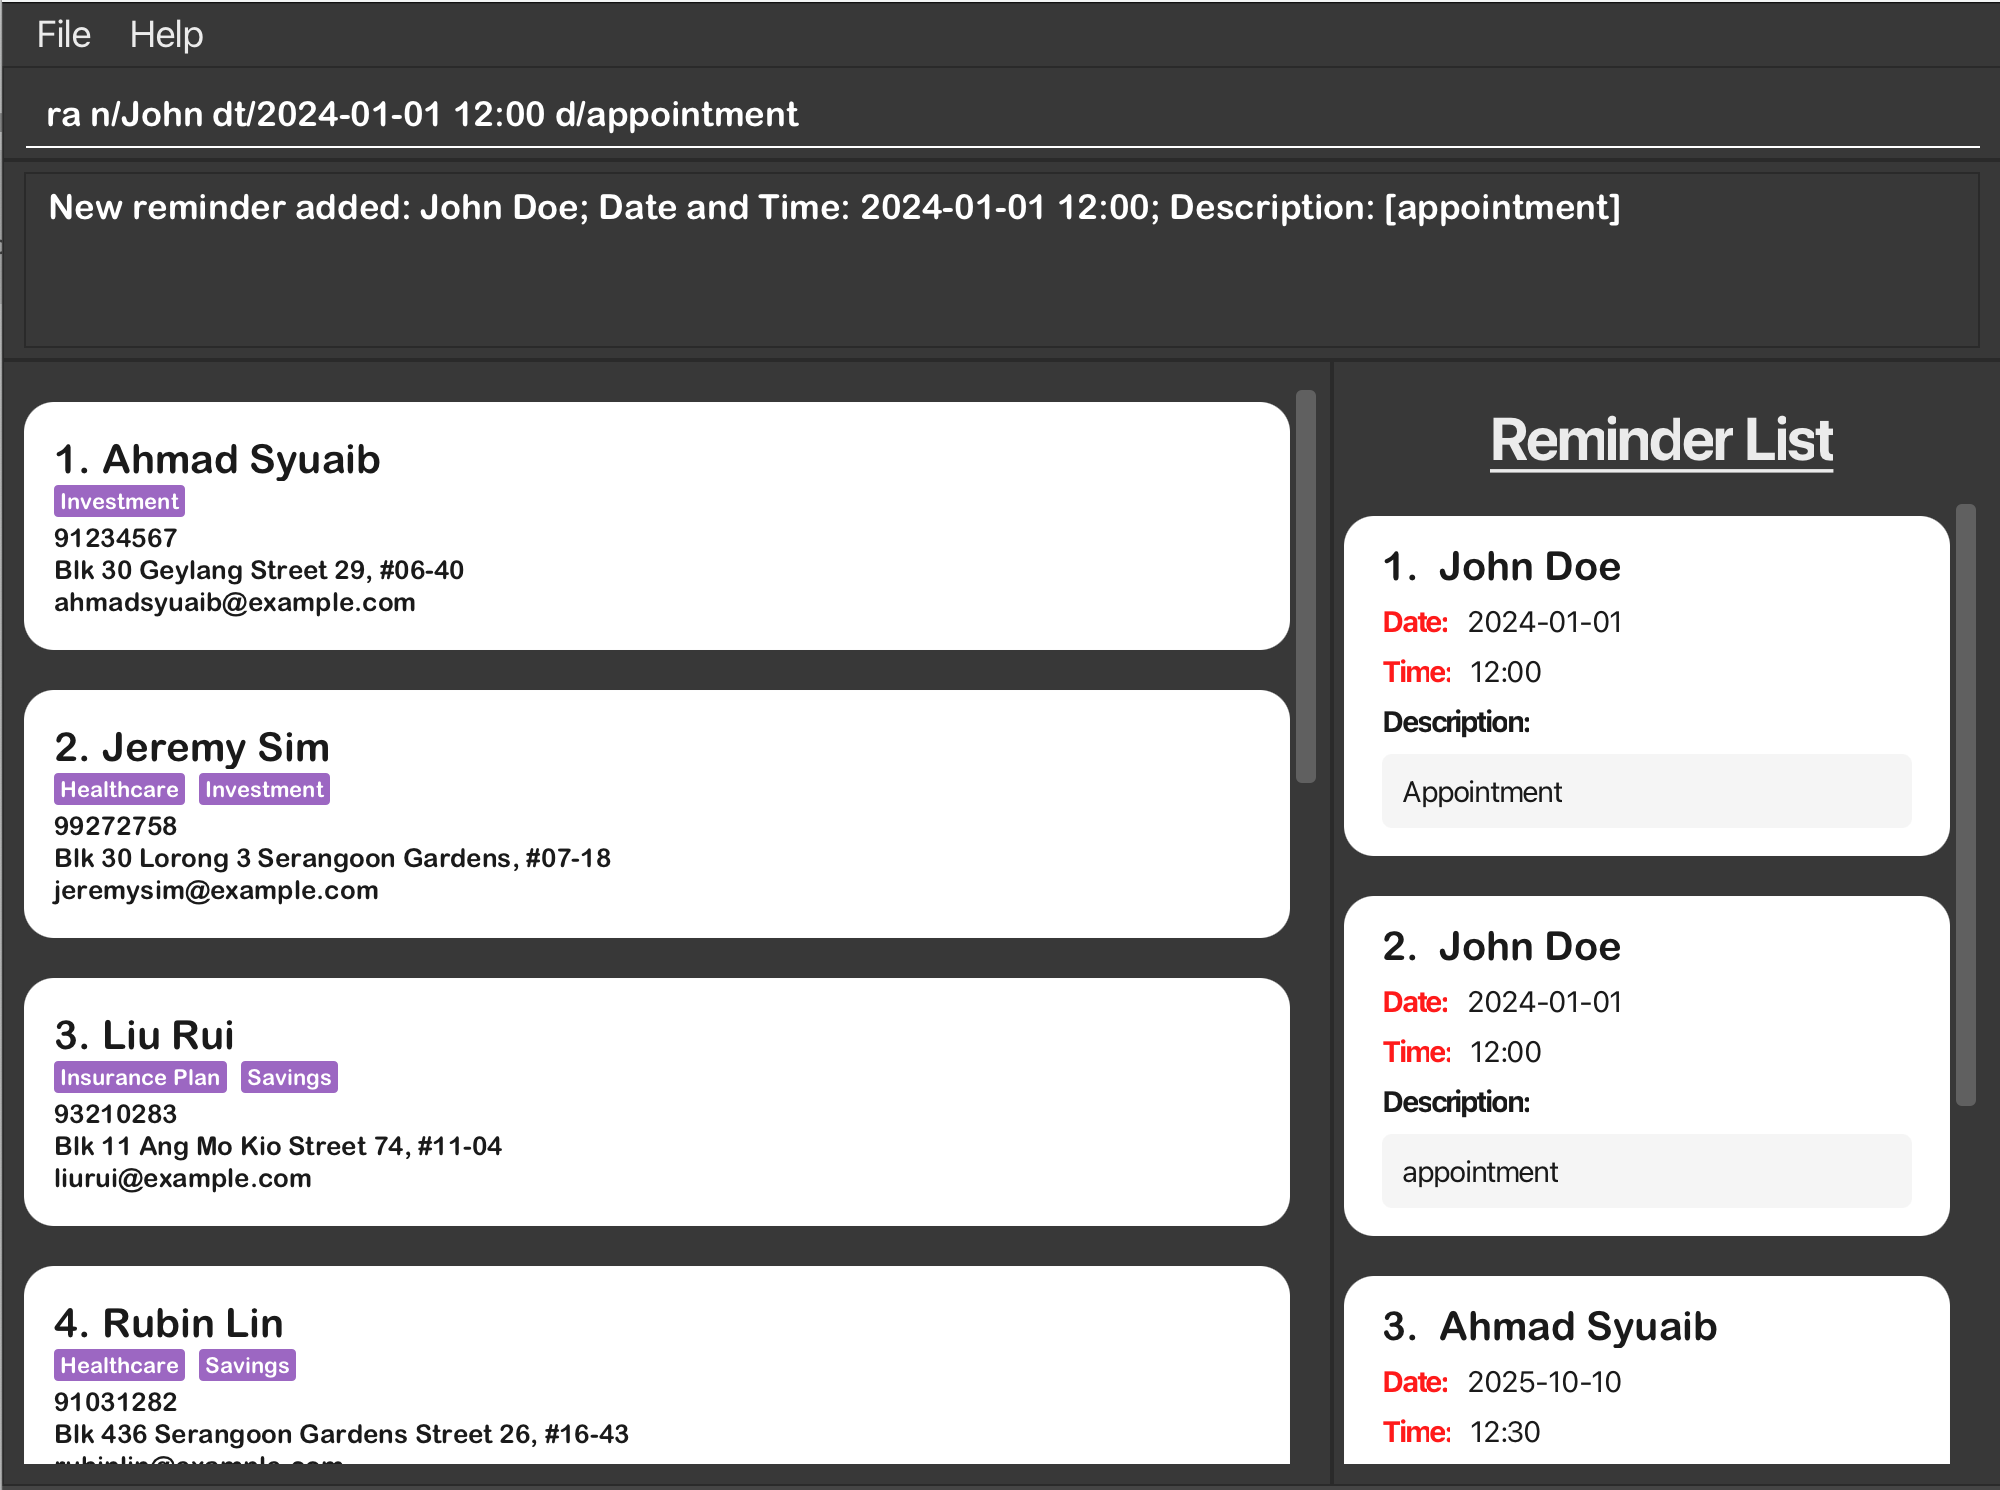 File Help
ra n/John dt/2024-01-01 12:00 d/appointment
New reminder added: John Doe; Date and Time: 2024-01-01 12:00; Description: [appointment]
1. Ahmad Syuaib
Investment
91234567
Blk 30 Geylang Street 29, #06-40
ahmadsyuaib@example.com
2. Jeremy Sim
Healthcare Investment
99272758
Blk 30 Lorong 3 Serangoon Gardens, #07-18
jeremysim@example.com
3. Liu Rui
Insurance Plan Savings
93210283
Blk 11 Ang Mo Kio Street 74, #11-04
liurui@example.com
4. Rubin Lin
Healthcare Savings
91031282
Blk 436 Serangoon Gardens Street 26, #16-43
rubinlin@example.com
Reminder List
1. John Doe
Date: 2024-01-01
Time: 12:00
Description:
Appointment
2. John Doe
Date: 2024-01-01
Time: 12:00
Description:
appointment
3. Ahmad Syuaib
Date: 2025-10-10
Time: 12:30